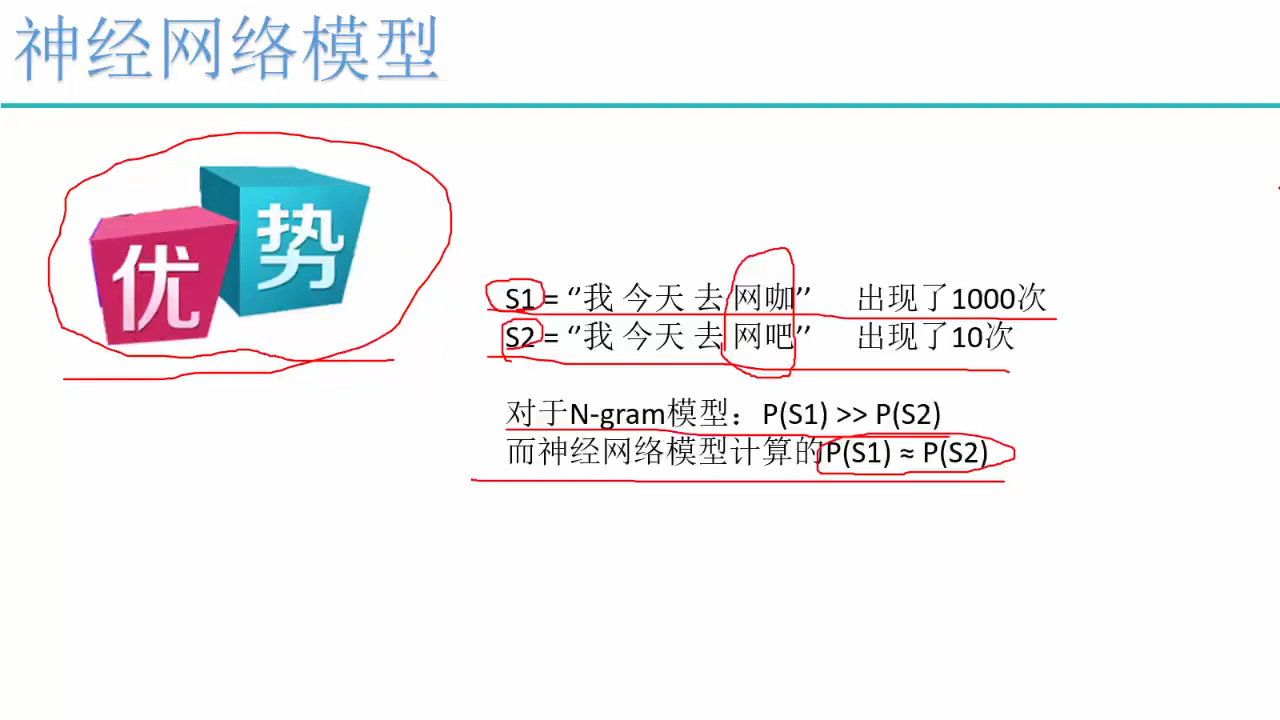 神经网络模型
优势
S1 = “我 今天 去 网咖” 出现了1000次
S2 = “我 今天 去 网吧” 出现了10次
对于N-gram模型：P(S1) >> P(S2)
而神经网络模型计算的P(S1) ≈ P(S2)